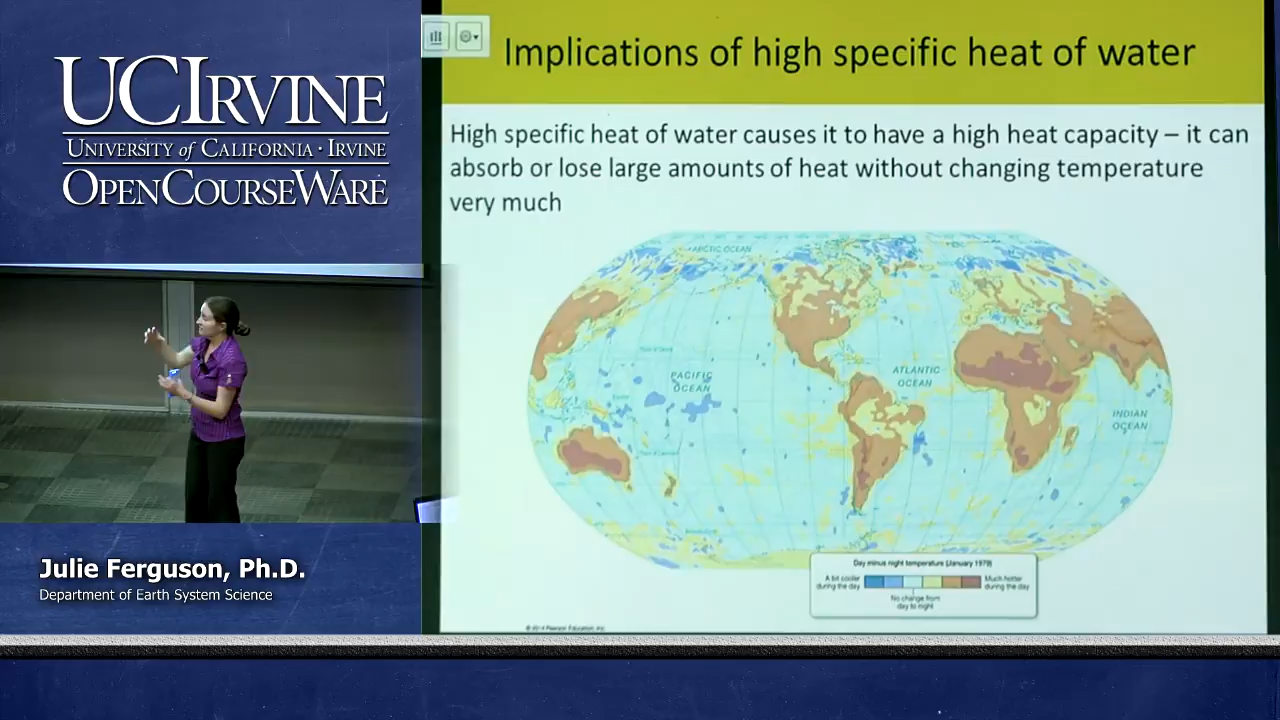 UCIRVINE
UNIVERSITY of CALIFORNIA · IRVINE
OPENCOURSEWARE
Implications of high specific heat of water
High specific heat of water causes it to have a high heat capacity – it can
absorb or lose large amounts of heat without changing temperature
very much
ARCTIC OCEAN
PACIFIC
OCEAN
ATLANTIC
OCEAN
INDIAN
OCEAN
Day minus night temperature (January 1979)
A bit cooler
during the day
Much hotter
during the day
No change from
day to night
© 2014 Pearson Education, Inc.
Julie Ferguson, Ph.D.
Department of Earth System Science